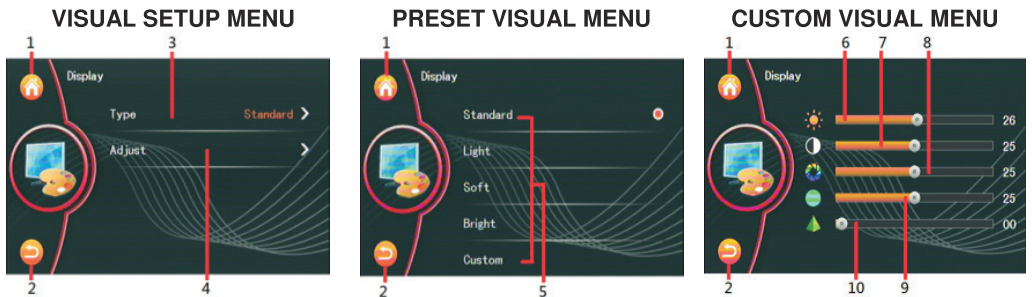 VISUAL SETUP MENU
1
3
Display
Type Standard
Adjust
2
4
PRESET VISUAL MENU
1
Display
Standard
Light
Soft
Bright
Custom
2
5
CUSTOM VISUAL MENU
1
6
7
8
Display
26
25
25
25
00
2
10
9